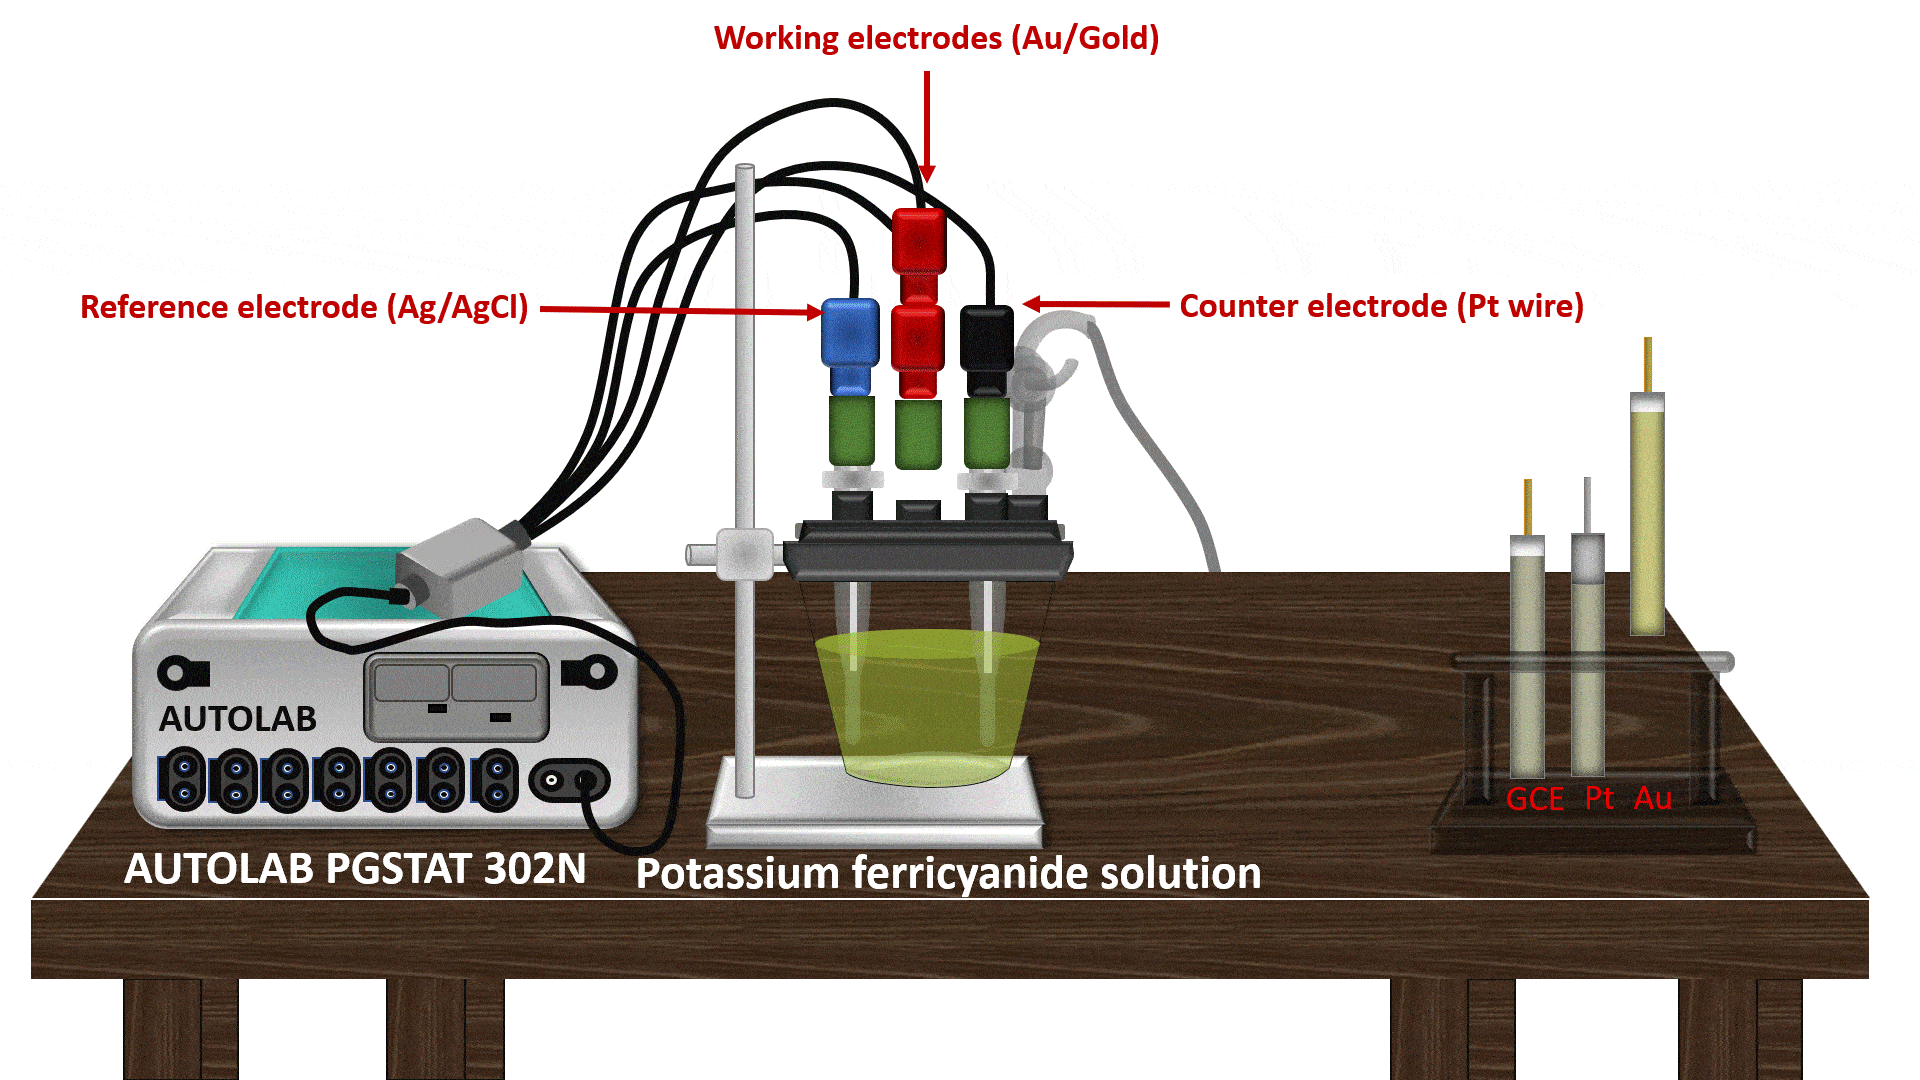 Working electrodes (Au/Gold)
Reference electrode (Ag/AgCl)
Counter electrode (Pt wire)
AUTOLAB
GCE Pt Au
AUTOLAB PGSTAT 302N
Potassium ferricyanide solution